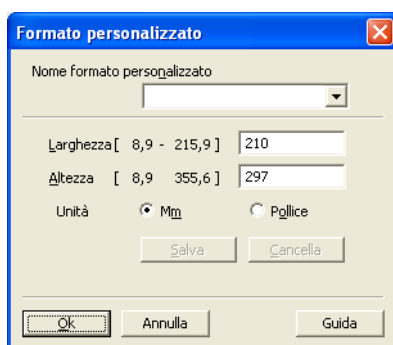 Formato personalizzato
Nome formato personalizzato
Larghezza [ 8,9 - 215,9 ] 210
Altezza [ 8,9 355,6 ] 297
Unità Mm Pollice
Salva Cancella
Ok Annulla Guida